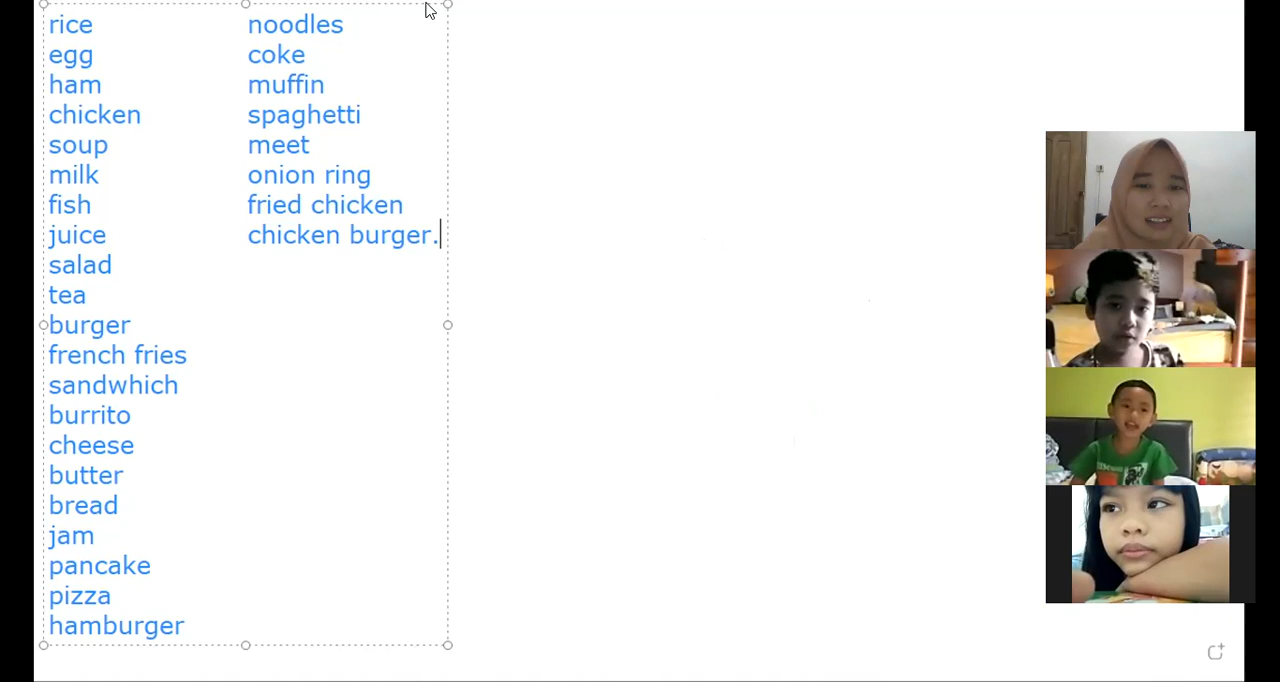 rice
egg
ham
chicken
soup
milk
fish
juice
salad
tea
burger
french fries
sandwhich
burrito
cheese
butter
bread
jam
pancake
pizza
hamburger
noodles
coke
muffin
spaghetti
meet
onion ring
fried chicken
chicken burger.